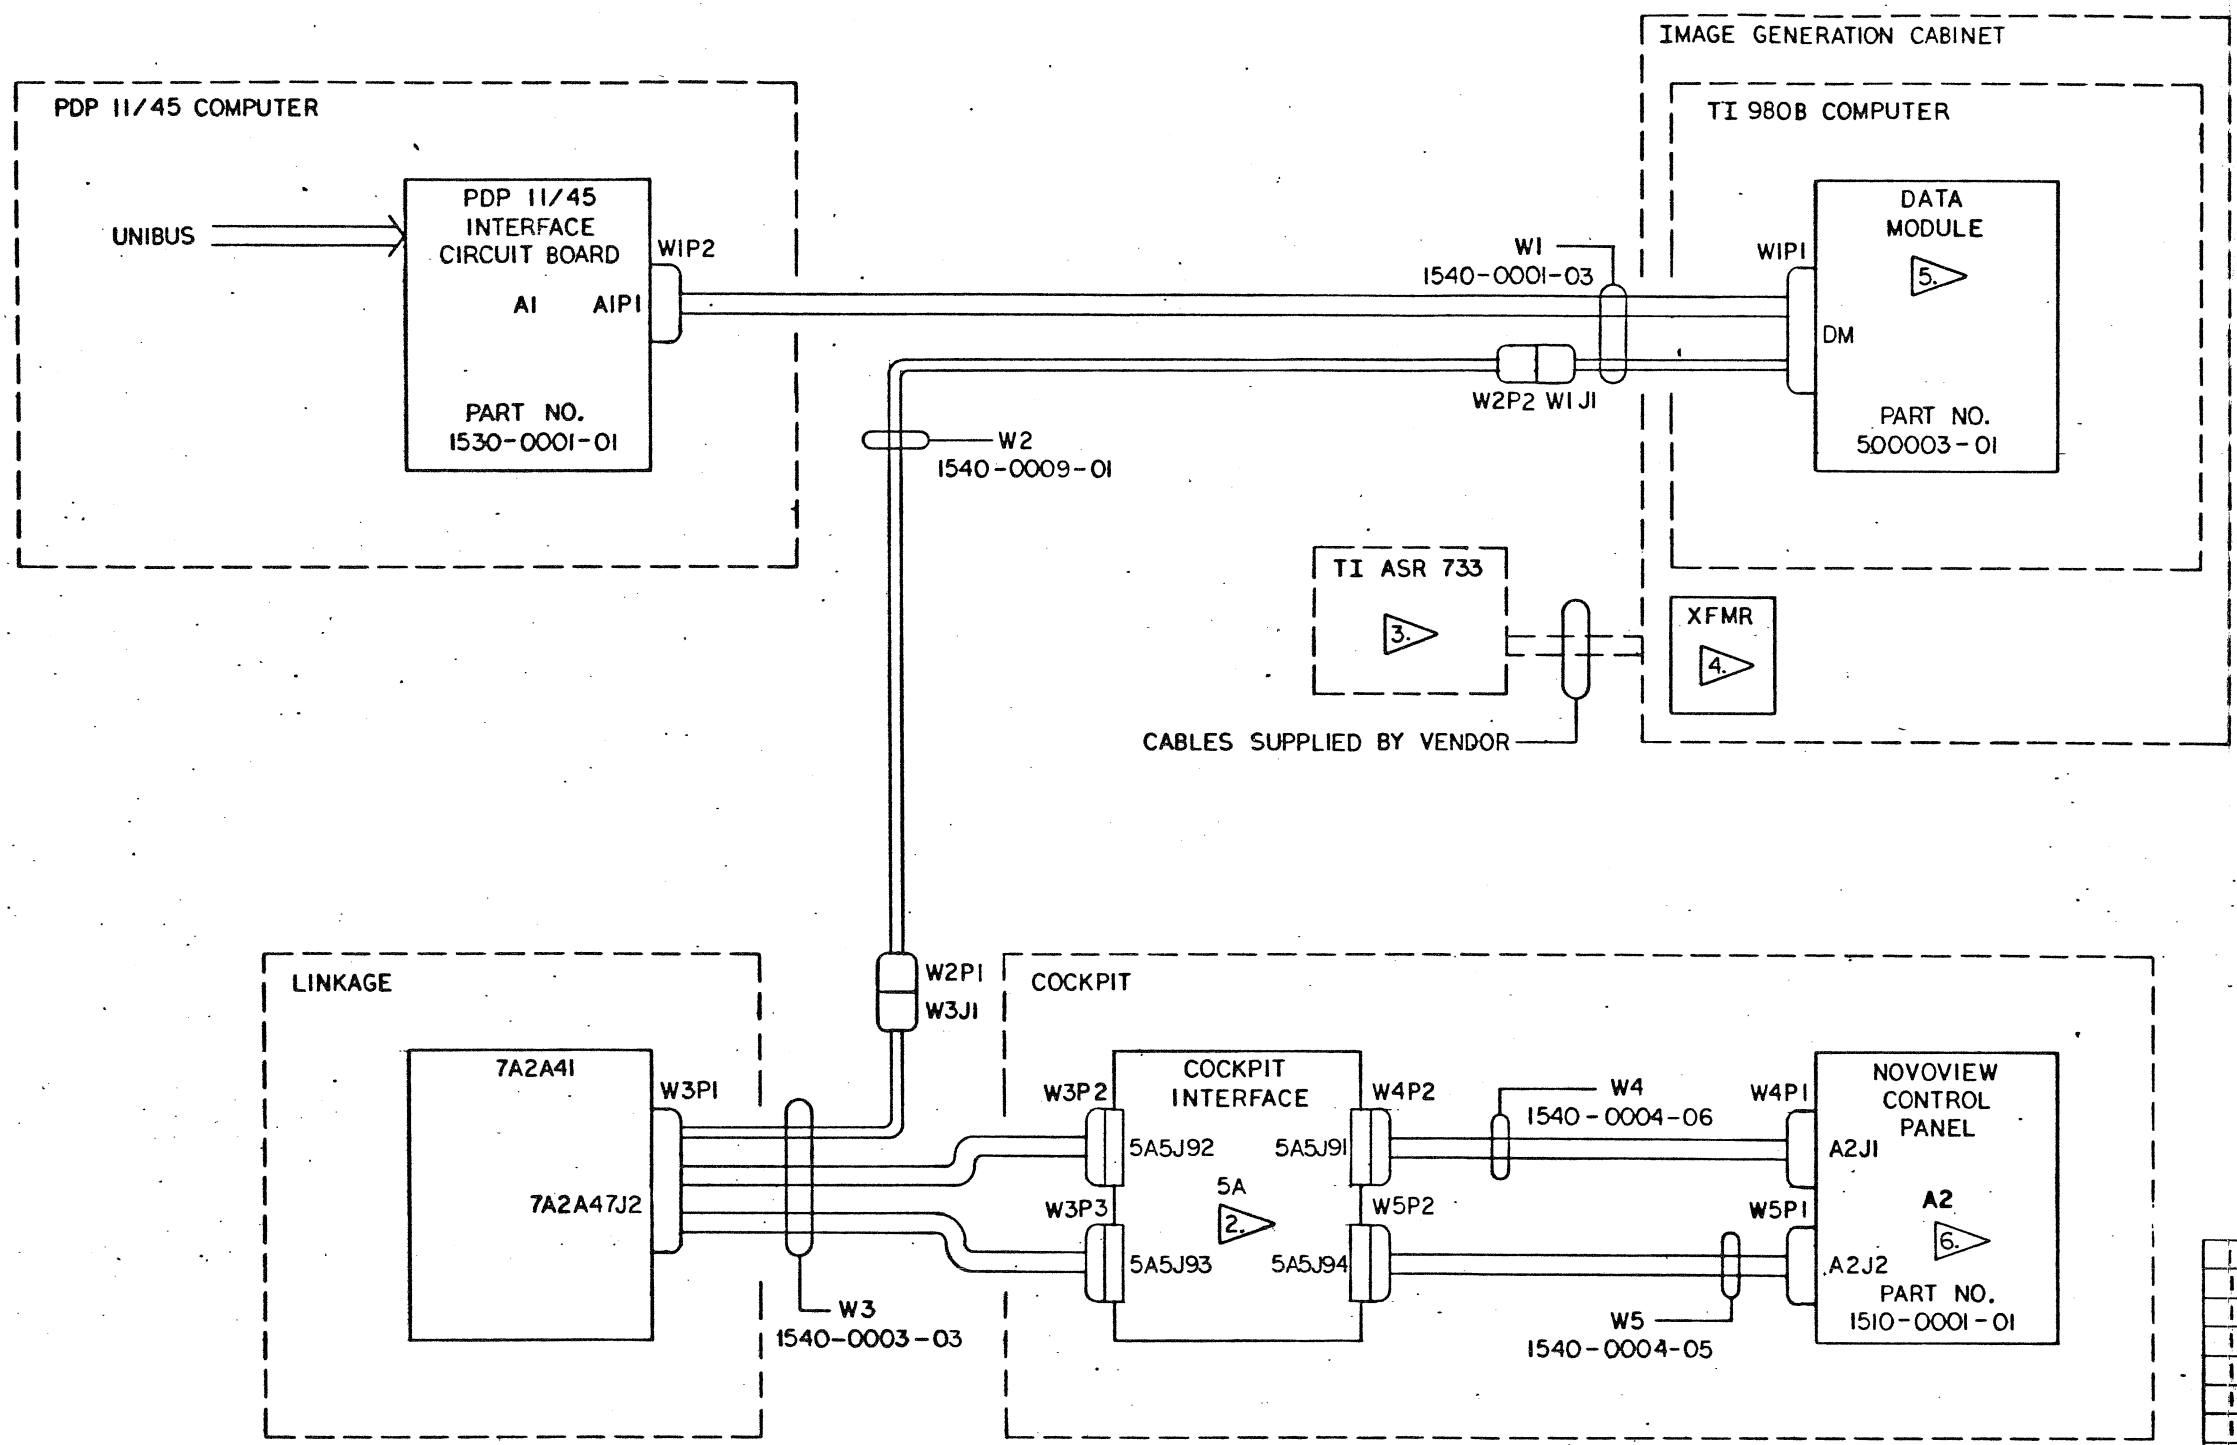 IMAGE GENERATION CABINET
PDP 11/45 COMPUTER
TI 980B COMPUTER
PDP 11/45
INTERFACE
CIRCUIT BOARD
UNIBUS
W1P2
A1 A1P1
PART NO.
1530-0001-01
W1
1540-0001-03
W1P1
DATA
MODULE
5.
DM
PART NO.
500003-01
W2P2 W1J1
W2
1540-0009-01
TI ASR 733
3.
XFMR
4.
CABLES SUPPLIED BY VENDOR
LINKAGE
W2P1
W3J1
COCKPIT
7A2A41
W3P1
7A2A47J2
W3
1540-0003-03
W3P2
COCKPIT
INTERFACE
W4P2
5A5J92
5A5J91
5A
2.
W3P3
W5P2
5A5J93
5A5J94
W4
1540-0004-06
W5
1540-0004-05
W4P1
NOVOVIEW
CONTROL
PANEL
A2J1
W5P1
A2
6.
A2J2
PART NO.
1510-0001-01